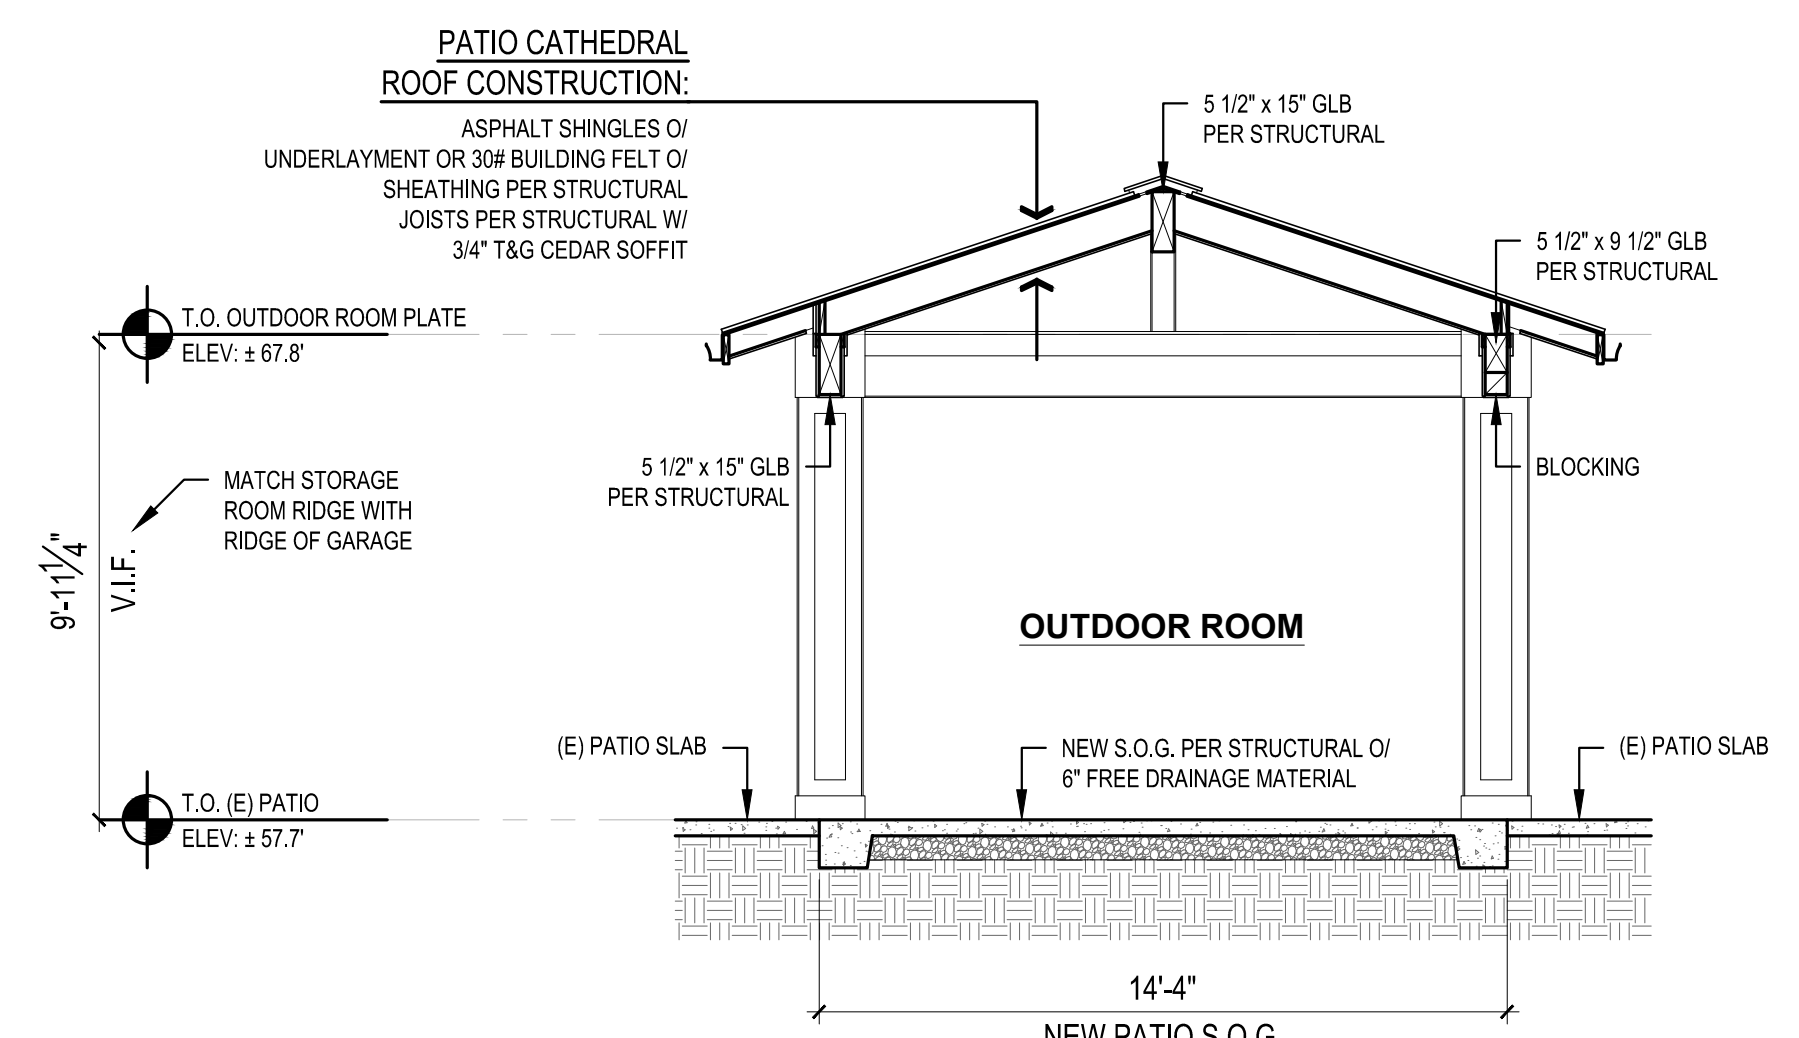 PATIO CATHEDRAL
ROOF CONSTRUCTION:
ASPHALT SHINGLES O/
UNDERLAYMENT OR 30# BUILDING FELT O/
SHEATHING PER STRUCTURAL
JOISTS PER STRUCTURAL W/
3/4" T&G CEDAR SOFFIT
5 1/2" x 15" GLB
PER STRUCTURAL
5 1/2" x 9 1/2" GLB
PER STRUCTURAL
T.O. OUTDOOR ROOM PLATE
ELEV: ± 67.8'
5 1/2" x 15" GLB
PER STRUCTURAL
BLOCKING
MATCH STORAGE
ROOM RIDGE WITH
RIDGE OF GARAGE
9'-11 1/4"
V.I.F.
OUTDOOR ROOM
(E) PATIO SLAB
NEW S.O.G. PER STRUCTURAL O/
6" FREE DRAINAGE MATERIAL
(E) PATIO SLAB
T.O. (E) PATIO
ELEV: ± 57.7'
14'-4"
NEW PATIO S.O.G.